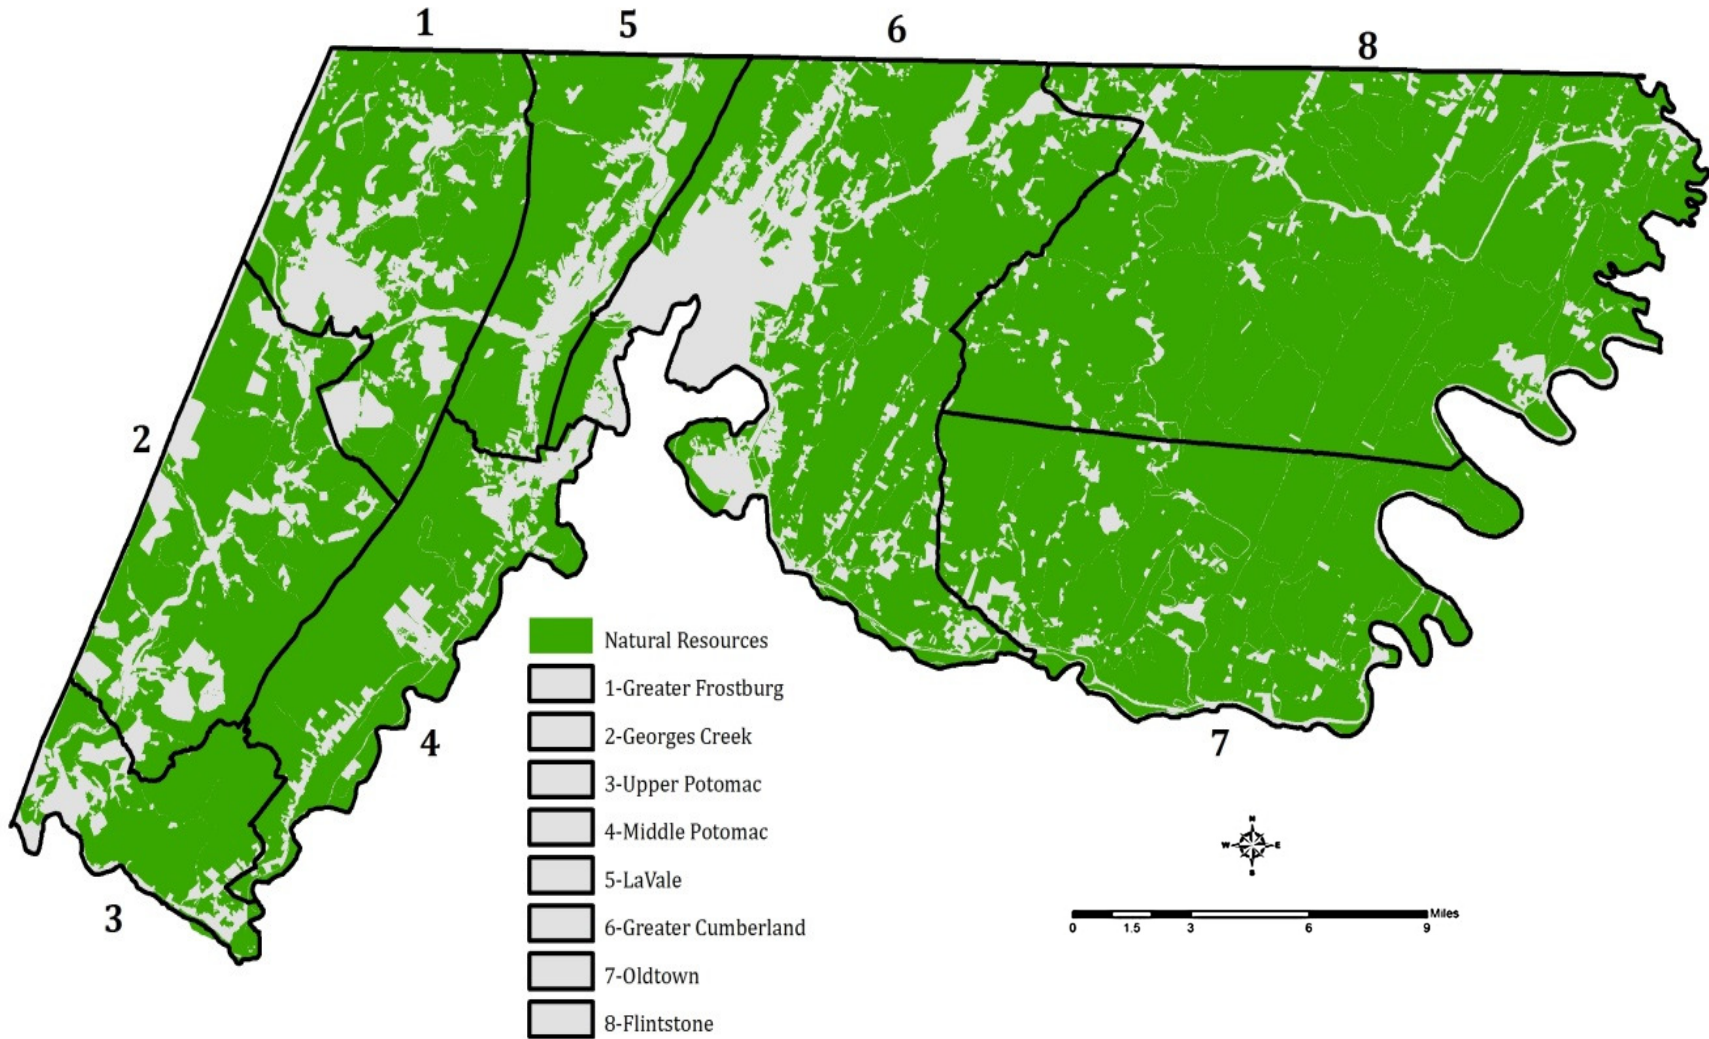 1
5
6
8
2
4
7
3
Natural Resources
1-Greater Frostburg
2-Georges Creek
3-Upper Potomac
4-Middle Potomac
5-LaVale
6-Greater Cumberland
7-Oldtown
8-Flintstone
N
W E
S
Miles
0 1.5 3 6 9